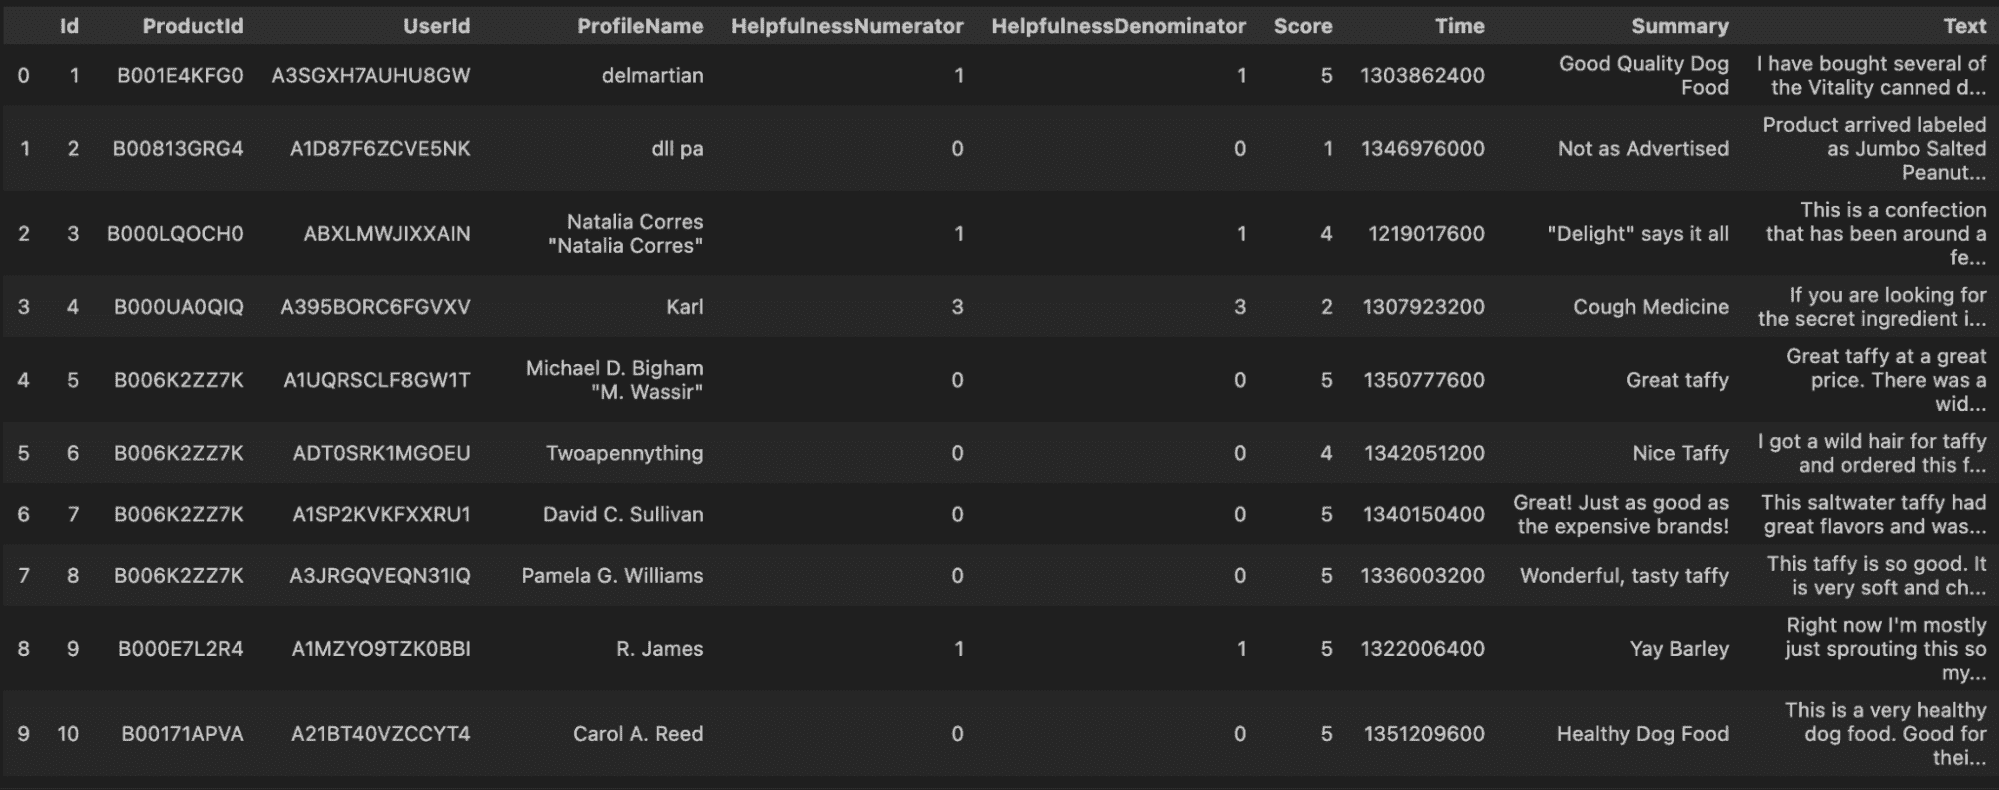 Id ProductId UserId ProfileName HelpfulnessNumerator HelpfulnessDenominator Score Time Summary Text
0 1 B001E4KFG0 A3SGXH7AUHU8GW delmartian 1 1 5 1303862400 Good Quality Dog Food I have bought several of the Vitality canned d...
1 2 B00813GRG4 A1D87F6ZCVE5NK dll pa 0 0 1 1346976000 Not as Advertised Product arrived labeled as Jumbo Salted Peanut...
2 3 B000LQOCH0 ABXLMWJIXXAIN Natalia Corres "Natalia Corres" 1 1 4 1219017600 "Delight" says it all This is a confection that has been around a fe...
3 4 B000UA0QIQ A395BORC6FGVXV Karl 3 3 2 1307923200 Cough Medicine If you are looking for the secret ingredient i...
4 5 B006K2ZZ7K A1UQRSCLF8GW1T Michael D. Bigham "M. Wassir" 0 0 5 1350777600 Great taffy Great taffy at a great price. There was a wid...
5 6 B006K2ZZ7K ADT0SRK1MGOEU Twoapennything 0 0 4 1342051200 Nice Taffy I got a wild hair for taffy and ordered this f...
6 7 B006K2ZZ7K A1SP2KVKFXXRU1 David C. Sullivan 0 0 5 1340150400 Great! Just as good as the expensive brands! This saltwater taffy had great flavors and was...
7 8 B006K2ZZ7K A3JRGQVEQN31IQ Pamela G. Williams 0 0 5 1336003200 Wonderful, tasty taffy This taffy is so good. It is very soft and ch...
8 9 B000E7L2R4 A1MZYO9TZK0BBI R. James 1 1 5 1322006400 Yay Barley Right now I'm mostly just sprouting this so my...
9 10 B00171APVA A21BT40VZCCYT4 Carol A. Reed 0 0 5 1351209600 Healthy Dog Food This is a very healthy dog food. Good for thei...